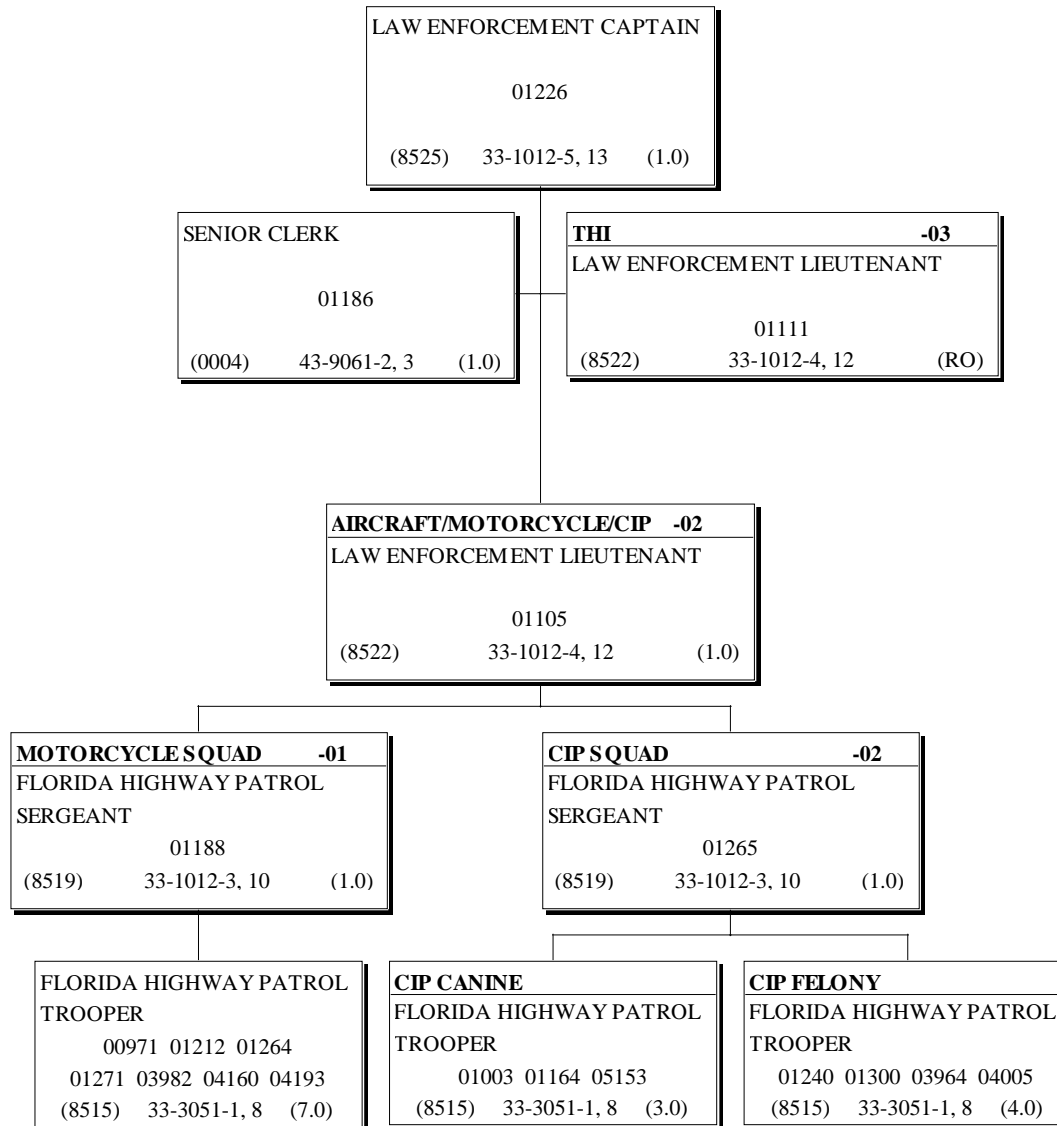 LAW ENFORCEMENT CAPTAIN
01226
(8525) 33-1012-5, 13 (1.0)
SENIOR CLERK
01186
(0004) 43-9061-2, 3 (1.0)
THI -03
LAW ENFORCEMENT LIEUTENANT
01111
(8522) 33-1012-4, 12 (RO)
AIRCRAFT/MOTORCYCLE/CIP -02
LAW ENFORCEMENT LIEUTENANT
01105
(8522) 33-1012-4, 12 (1.0)
MOTORCYCLE SQUAD -01
FLORIDA HIGHWAY PATROL
SERGEANT
01188
(8519) 33-1012-3, 10 (1.0)
CIP SQUAD -02
FLORIDA HIGHWAY PATROL
SERGEANT
01265
(8519) 33-1012-3, 10 (1.0)
FLORIDA HIGHWAY PATROL
TROOPER
00971 01212 01264
01271 03982 04160 04193
(8515) 33-3051-1, 8 (7.0)
CIP CANINE
FLORIDA HIGHWAY PATROL
TROOPER
01003 01164 05153
(8515) 33-3051-1, 8 (3.0)
CIP FELONY
FLORIDA HIGHWAY PATROL
TROOPER
01240 01300 03964 04005
(8515) 33-3051-1, 8 (4.0)